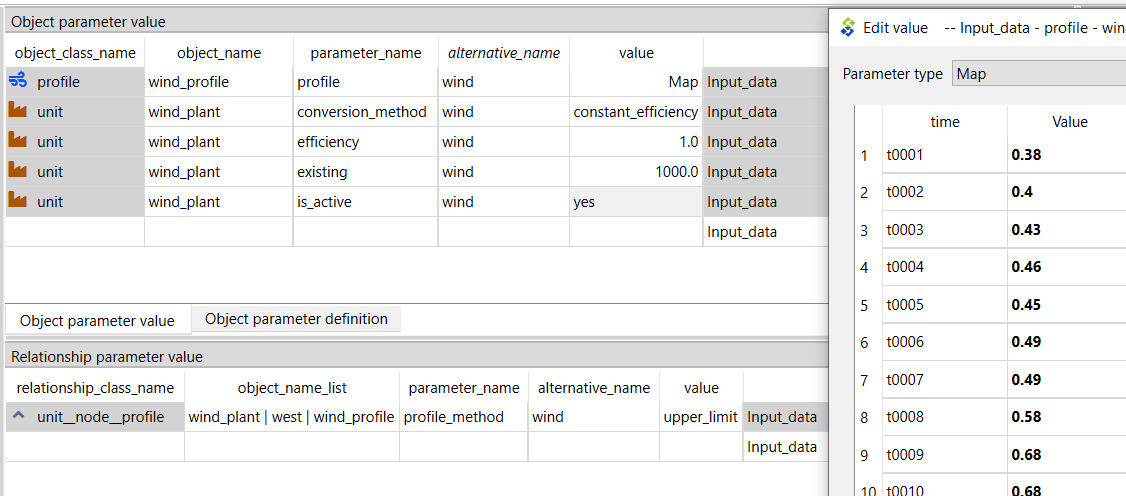 Object parameter value
object_class_name object_name parameter_name alternative_name value
profile wind_profile profile wind Map Input_data
unit wind_plant conversion_method wind constant_efficiency Input_data
unit wind_plant efficiency wind 1.0 Input_data
unit wind_plant existing wind 1000.0 Input_data
unit wind_plant is_active wind yes Input_data
Input_data
Object parameter value Object parameter definition
Relationship parameter value
relationship_class_name object_name_list parameter_name alternative_name value
unit__node__profile wind_plant | west | wind_profile profile_method wind upper_limit Input_data
Input_data
Edit value -- Input_data - profile - win
Parameter type Map
time Value
1 t0001 0.38
2 t0002 0.4
3 t0003 0.43
4 t0004 0.46
5 t0005 0.45
6 t0006 0.49
7 t0007 0.49
8 t0008 0.58
9 t0009 0.68
10 t0010 0.68